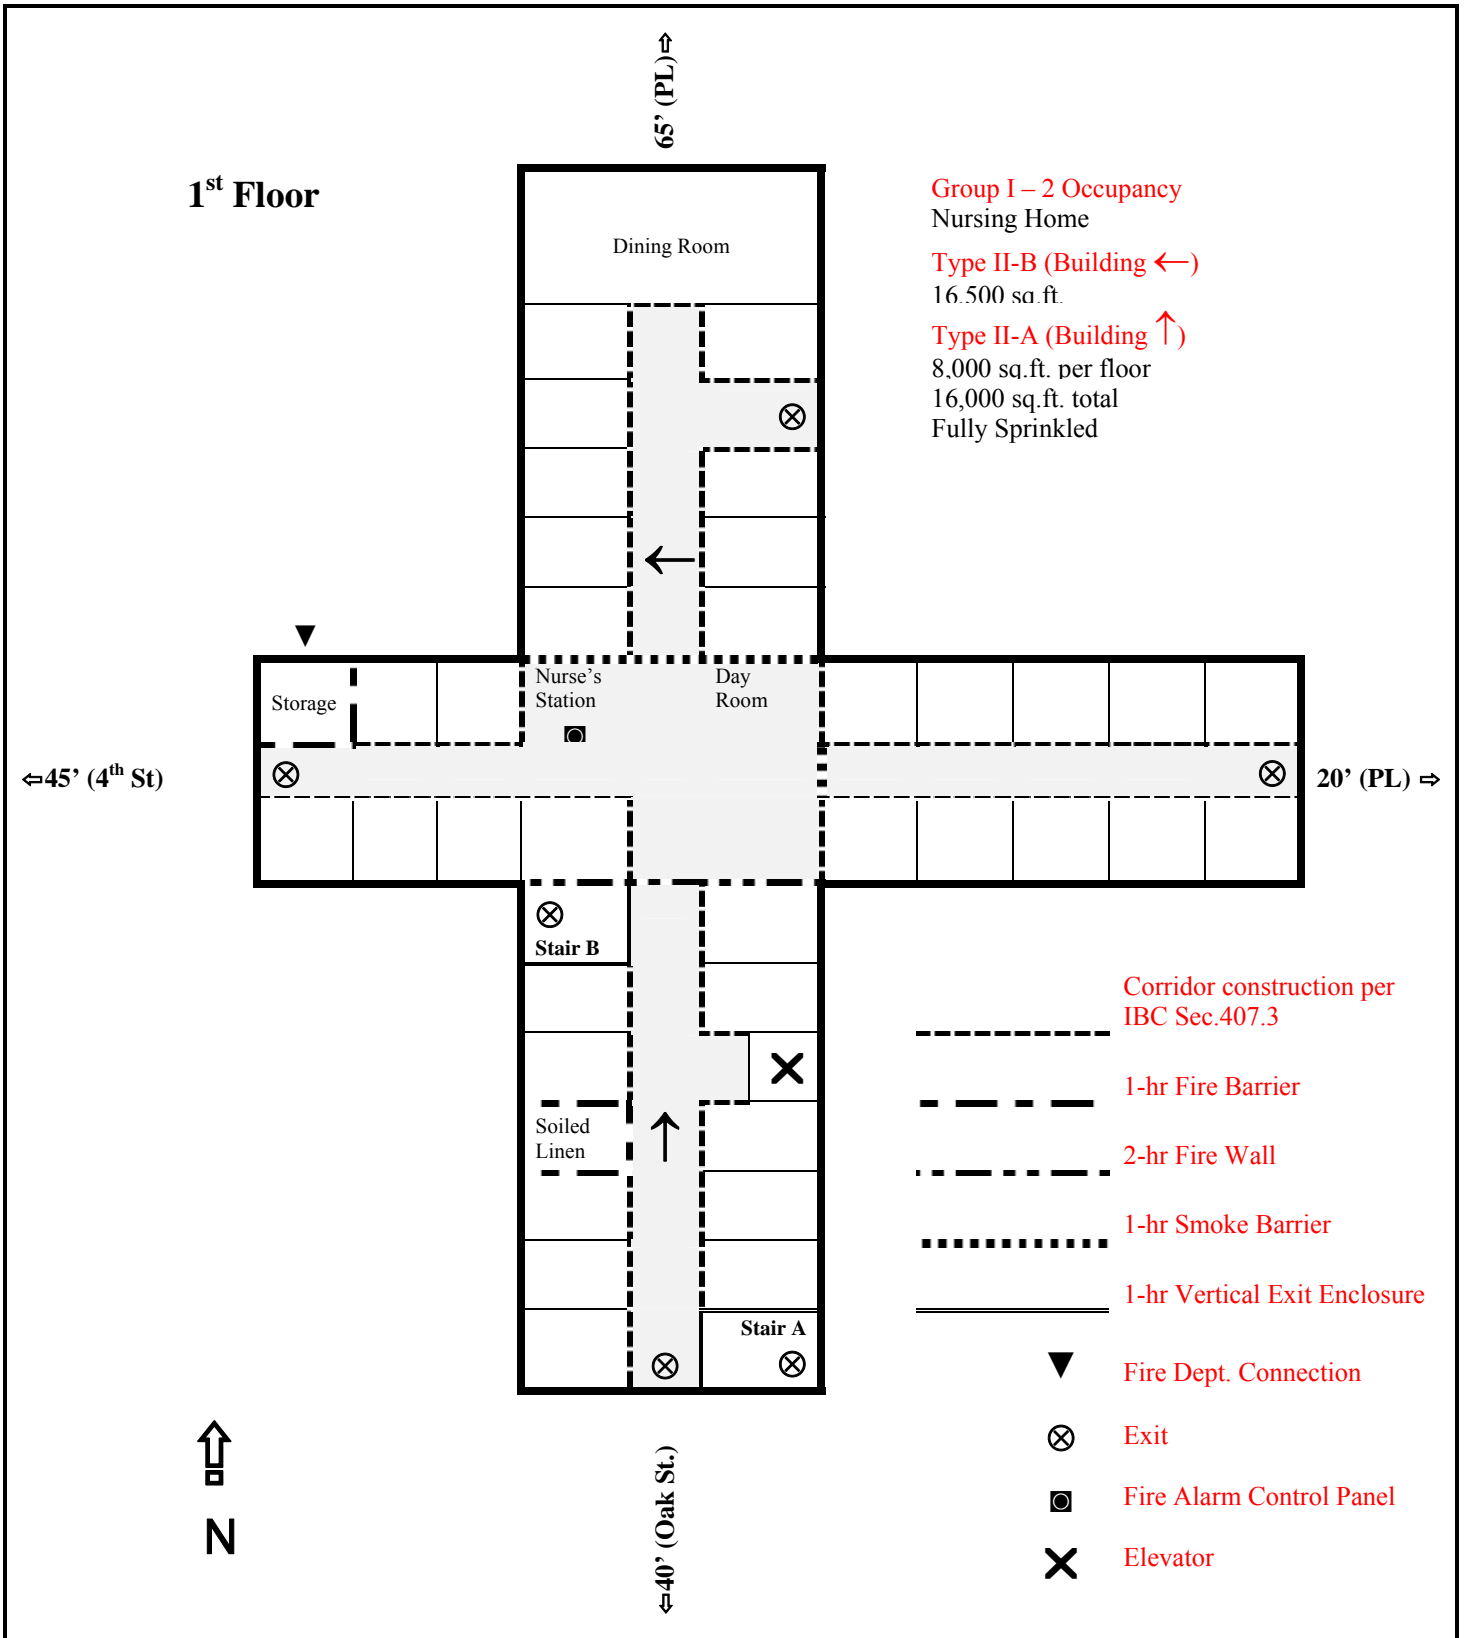 65’ (PL)⇧
1st Floor
Group I – 2 Occupancy
Nursing Home
Type II-B (Building ←)
16,500 sq.ft.
Type II-A (Building ↑)
8,000 sq.ft. per floor
16,000 sq.ft. total
Fully Sprinkled
Dining Room
Nurse’s
Station
Day
Room
Storage
⇦45’ (4th St)
20’ (PL) ⇨
Stair B
Soiled
Linen
Stair A
Corridor construction per
IBC Sec.407.3
1-hr Fire Barrier
2-hr Fire Wall
1-hr Smoke Barrier
1-hr Vertical Exit Enclosure
Fire Dept. Connection
Exit
Fire Alarm Control Panel
Elevator
N
⇦40’ (Oak St.)